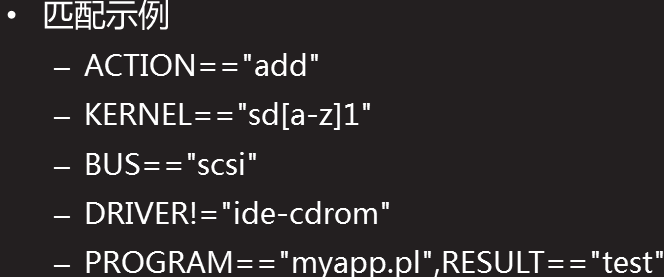 • 匹配示例
– ACTION=="add"
– KERNEL=="sd[a-z]1"
– BUS=="scsi"
– DRIVER!="ide-cdrom"
– PROGRAM=="myapp.pl",RESULT=="test"